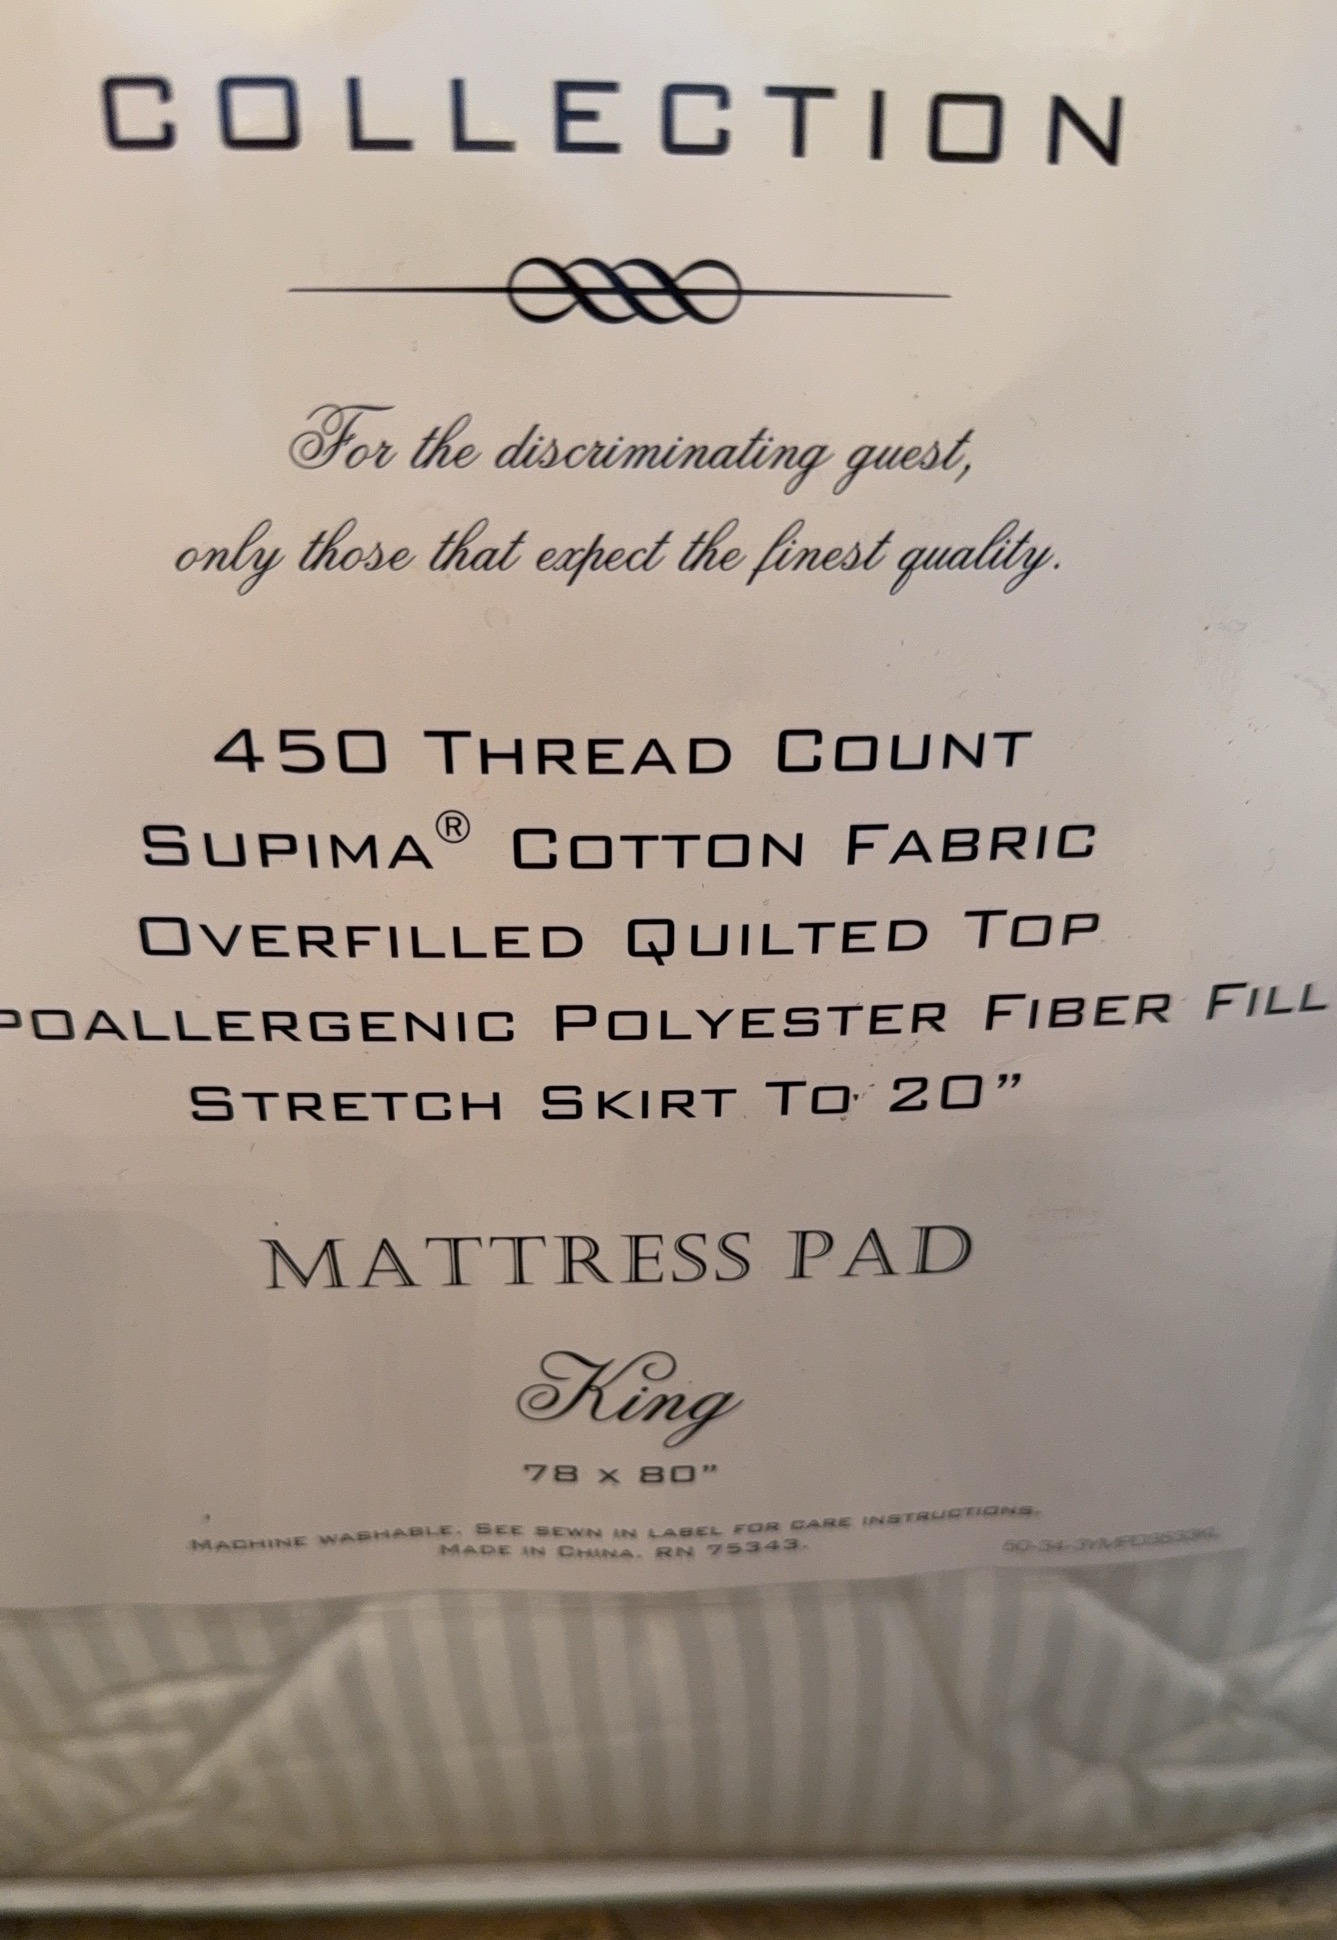 COLLECTION
For the discriminating guest,
only those that expect the finest quality.
450 THREAD COUNT
SUPIMA® COTTON FABRIC
OVERFILLED QUILTED TOP
POALLERGENIC POLYESTER FIBER FILL
STRETCH SKIRT TO 20”
MATTRESS PAD
King
78 X 80”
MACHINE WASHABLE. SEE SEWN IN LABEL FOR CARE INSTRUCTIONS.
MADE IN CHINA. RN 75343.